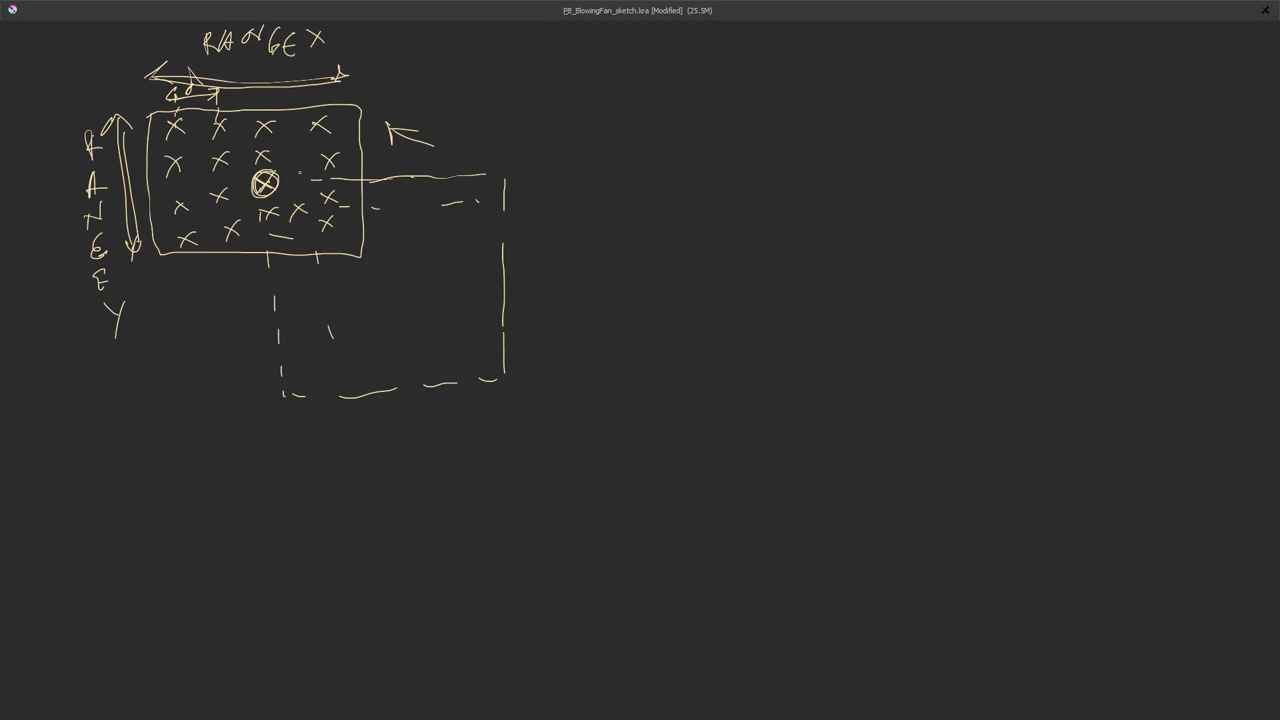 PB_BlowingFan_sketch.kra [Modified] (25.5M)
RANGE X
d
X X X X
X X X X
X
X X
X X X
X X X
RANGE Y